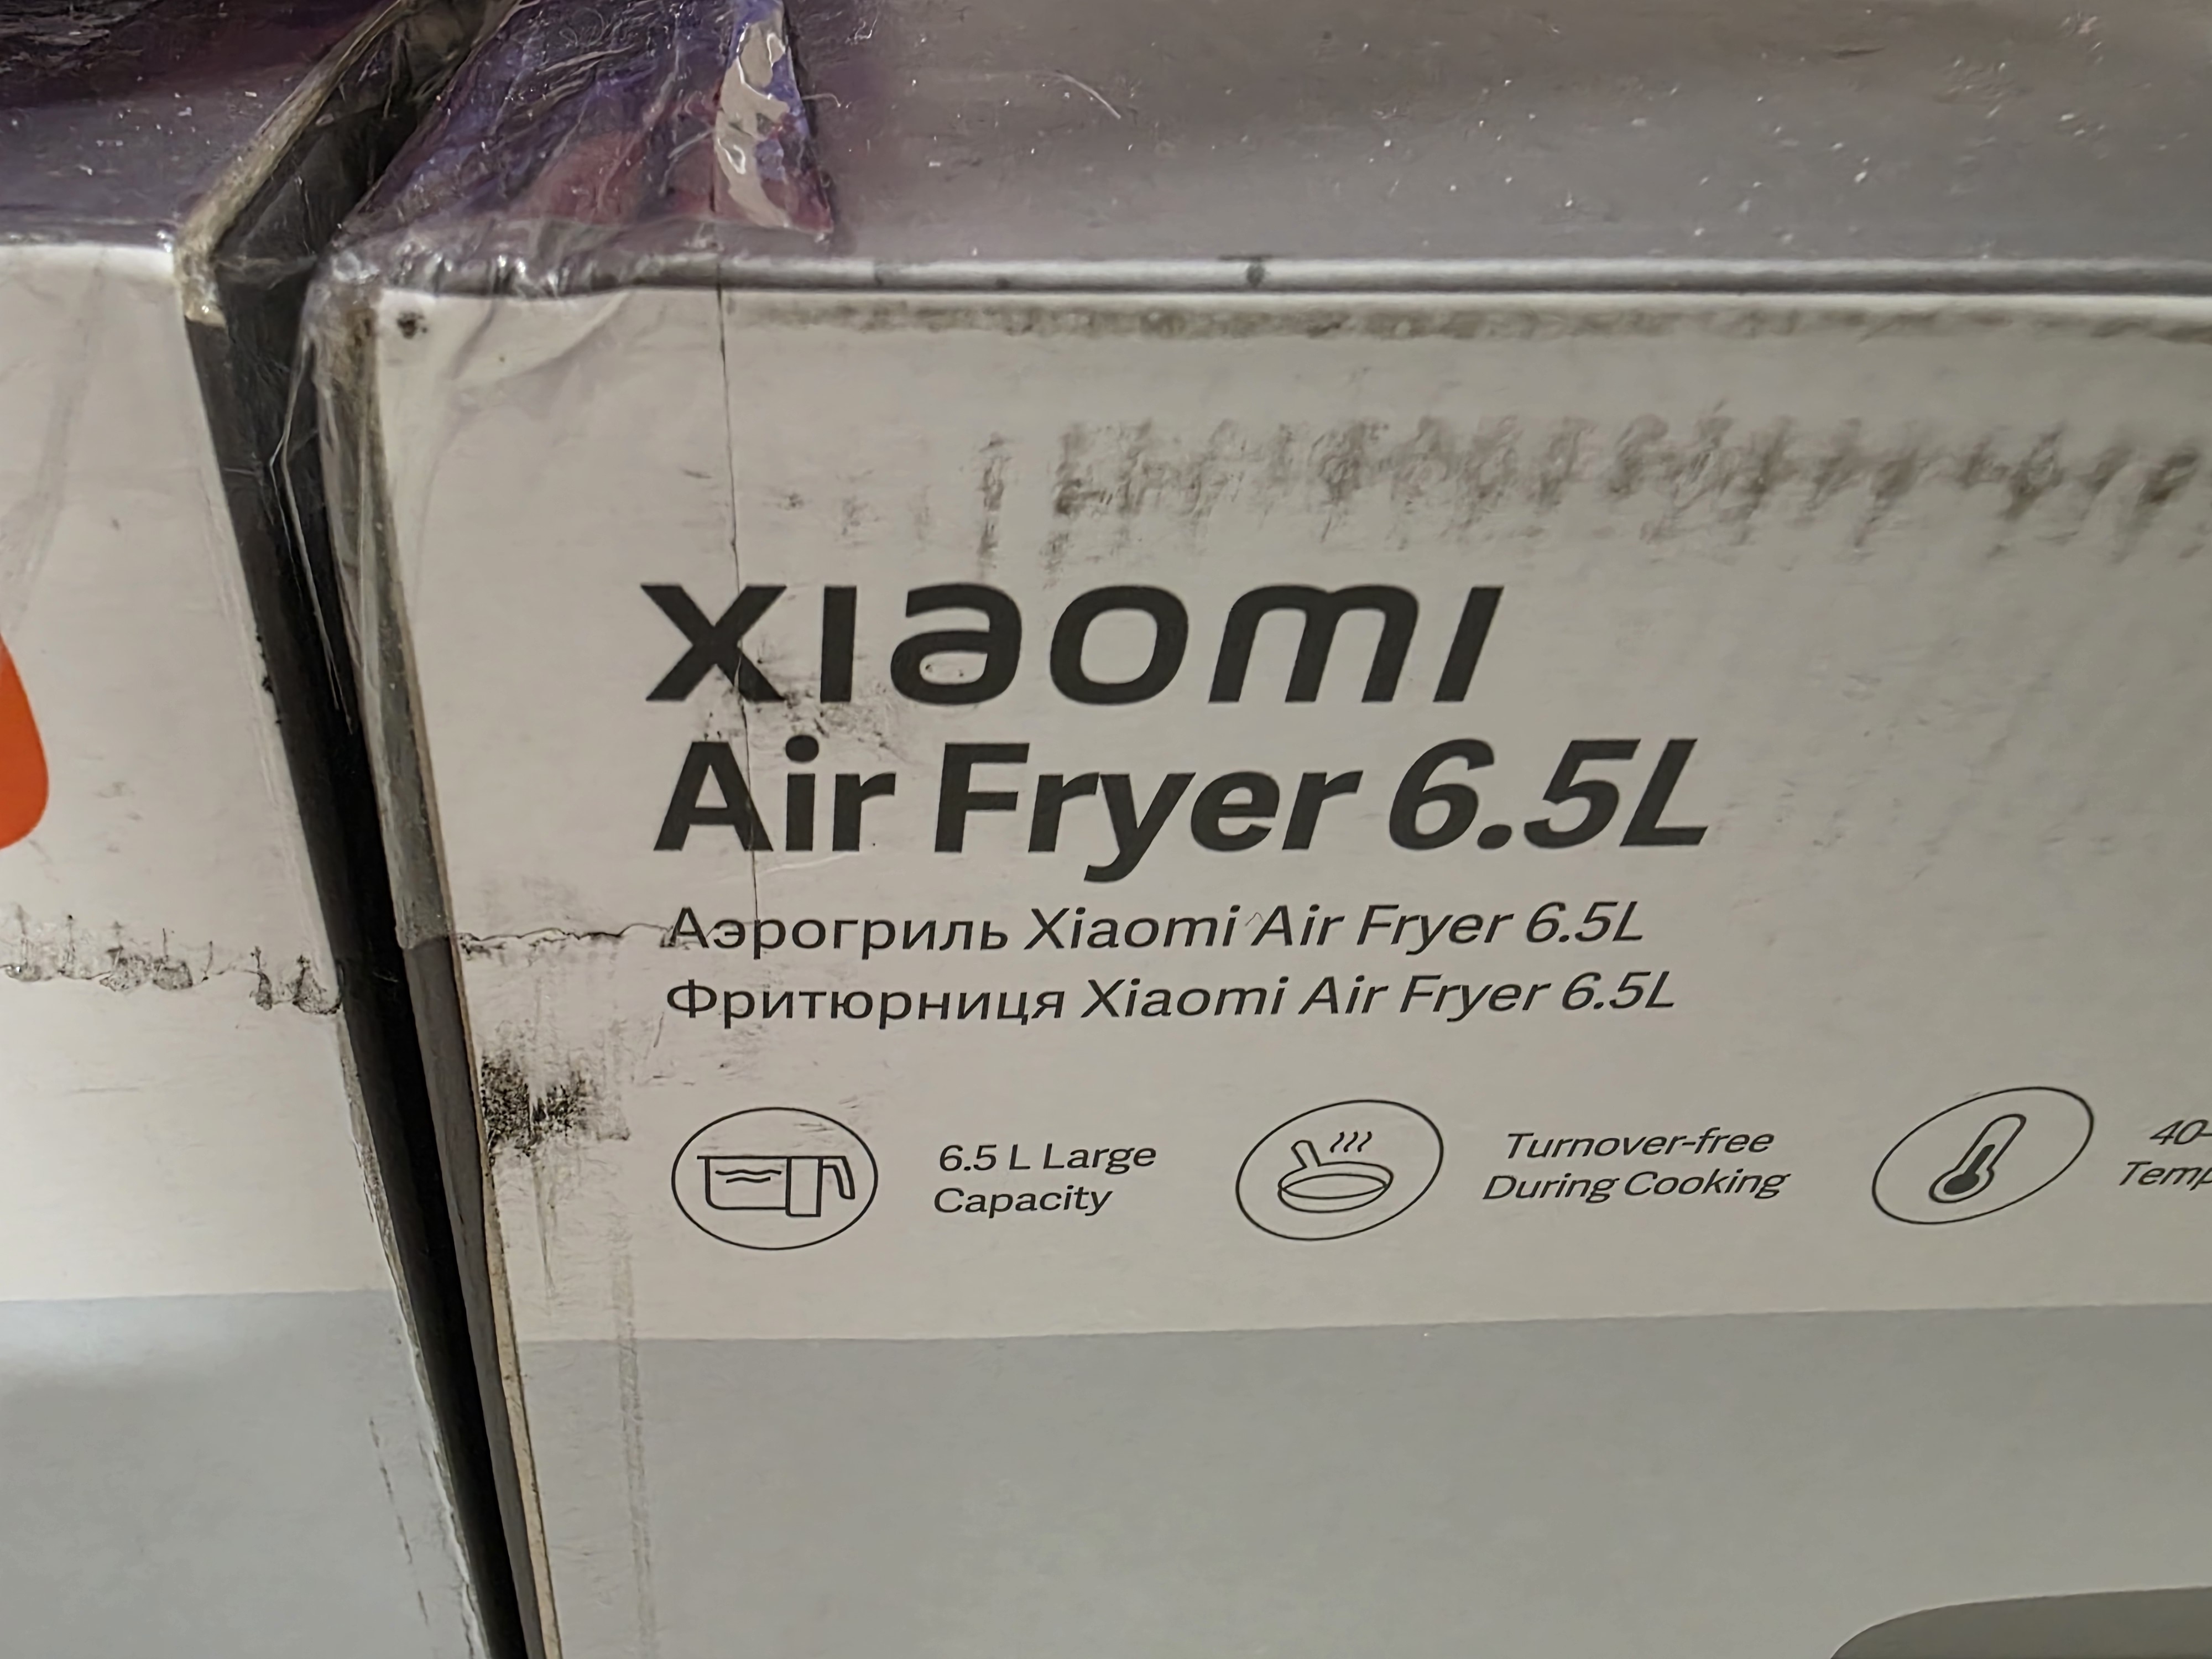 xiaomi
Air Fryer 6.5L
Аэрогриль Xiaomi Air Fryer 6.5L
Фритюрниця Xiaomi Air Fryer 6.5L
6.5 L Large
Capacity
Turnover-free
During Cooking
40-